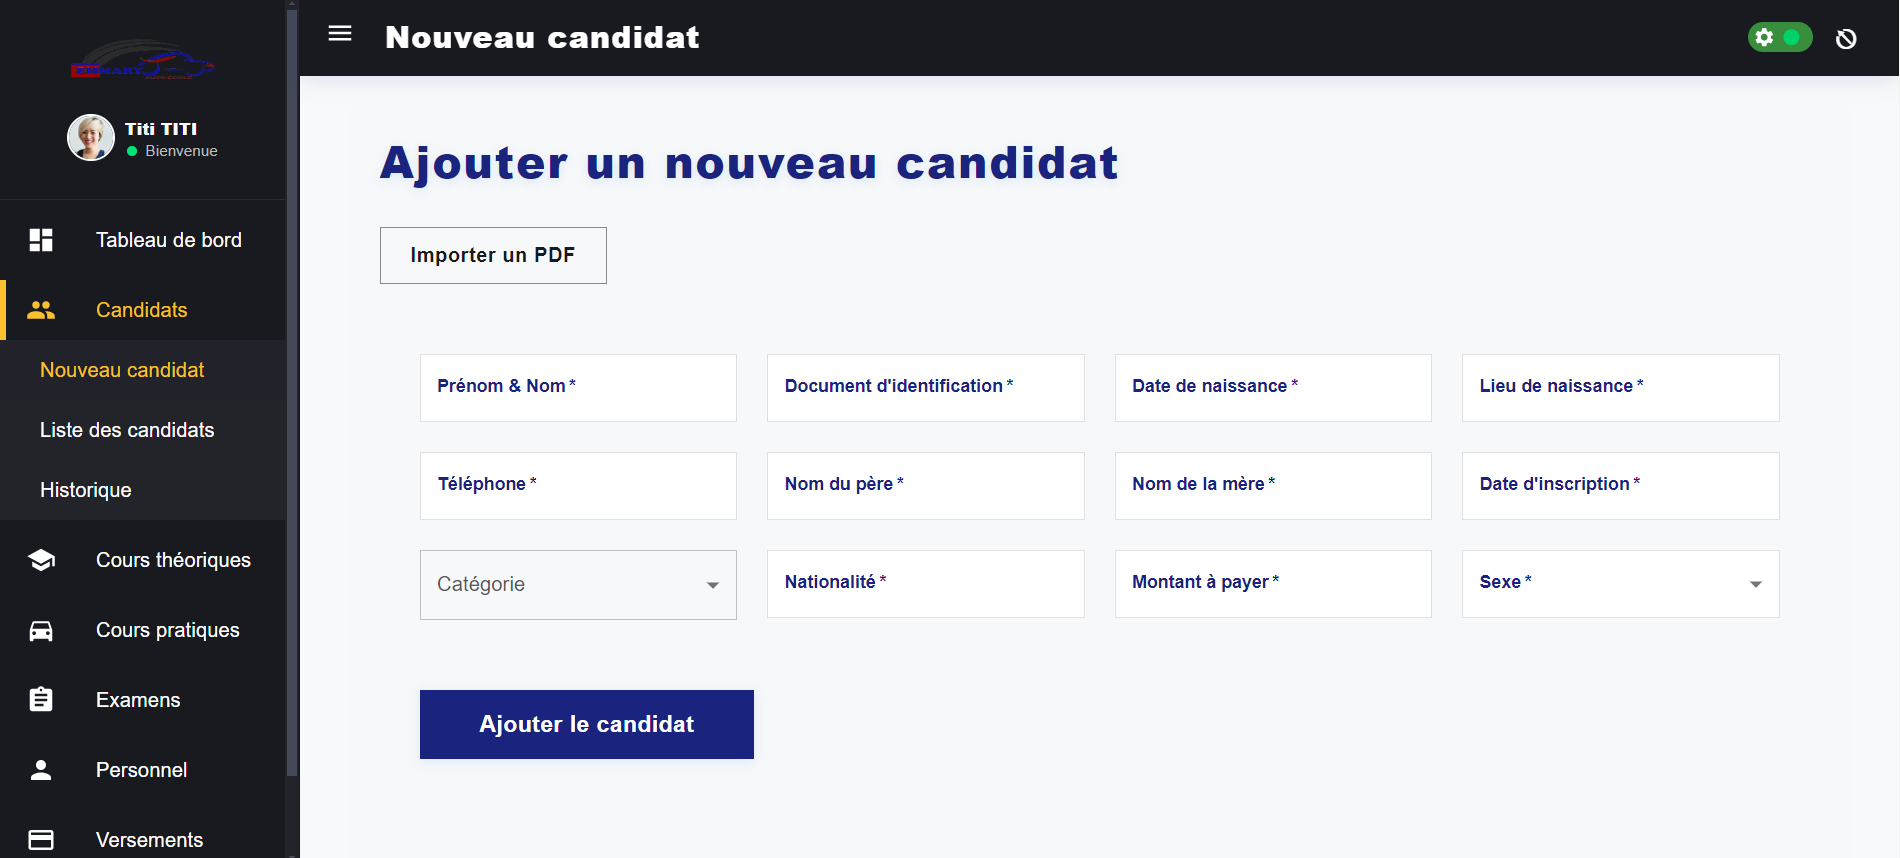 Nouveau candidat
Titi TITI
Bienvenue
Tableau de bord
Candidats
Nouveau candidat
Liste des candidats
Historique
Cours théoriques
Cours pratiques
Examens
Personnel
Versements
Ajouter un nouveau candidat
Importer un PDF
Prénom & Nom *
Document d'identification *
Date de naissance *
Lieu de naissance *
Téléphone *
Nom du père *
Nom de la mère *
Date d'inscription *
Catégorie
Nationalité *
Montant à payer *
Sexe *
Ajouter le candidat